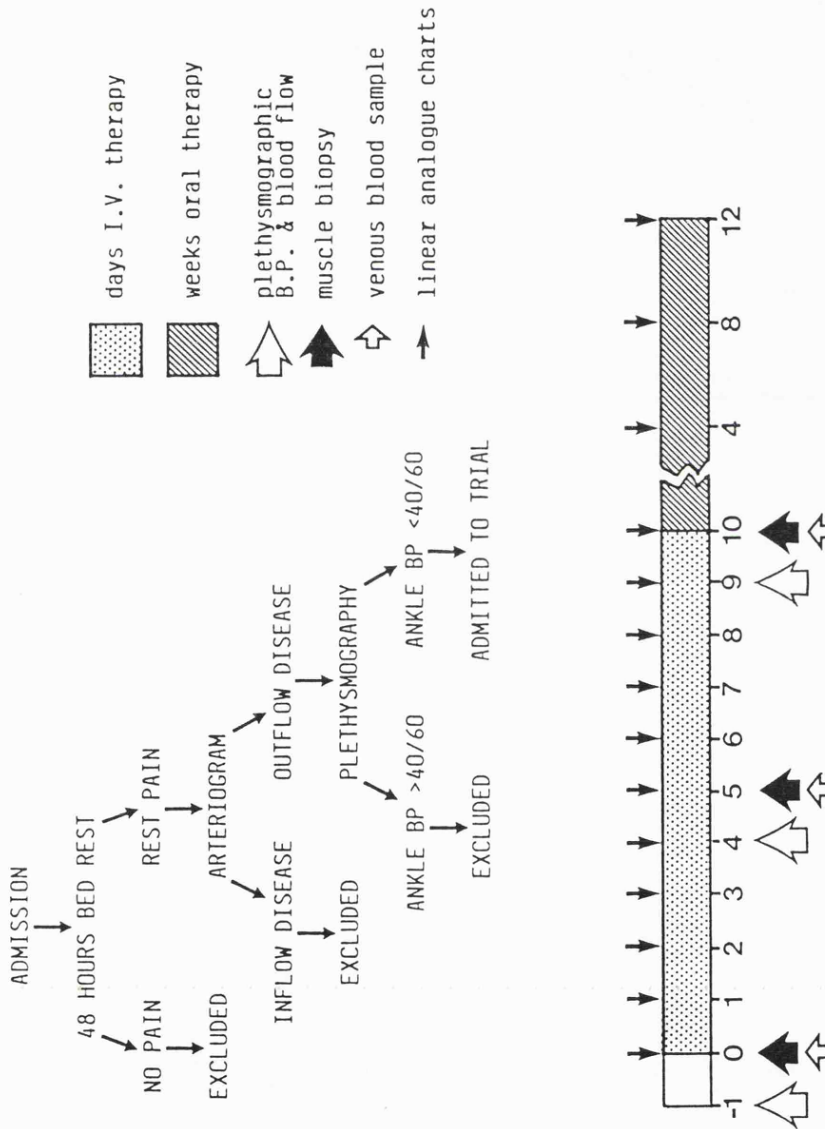 ADMISSION
48 HOURS BED REST
NO PAIN
REST PAIN
EXCLUDED
ARTERIOGRAM
INFLOW DISEASE
OUTFLOW DISEASE
EXCLUDED
PLETHYSMOGRAPHY
ANKLE BP >40/60
ANKLE BP <40/60
EXCLUDED
ADMITTED TO TRIAL
days I.V. therapy
weeks oral therapy
plethysmographic
B.P. & blood flow
muscle biopsy
venous blood sample
linear analogue charts
-1 0 1 2 3 4 5 6 7 8 9 10 4 8 12